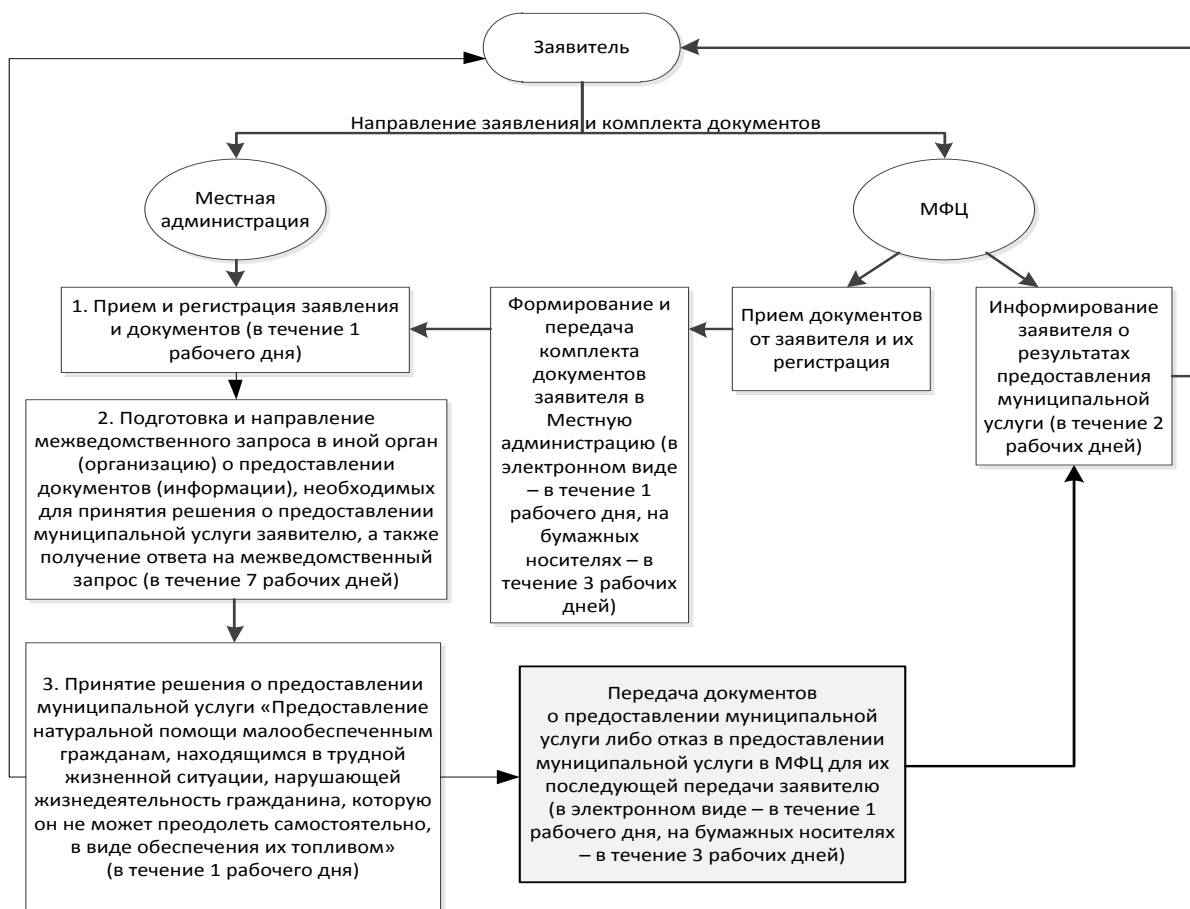 Заявитель
Направление заявления и комплекта документов
Местная
администрация
МФЦ
1. Прием и регистрация заявления
и документов (в течение 1
рабочего дня)
Формирование и
передача
комплекта
документов
заявителя в
Местную
администрацию (в
электронном виде
– в течение 1
рабочего дня, на
бумажных
носителях – в
течение 3 рабочих
дней)
Прием документов
от заявителя и их
регистрация
Информирование
заявителя о
результатах
предоставления
муниципальной
услуги (в течение 2
рабочих дней)
2. Подготовка и направление
межведомственного запроса в иной орган
(организацию) о предоставлении
документов (информации), необходимых
для принятия решения о предоставлении
муниципальной услуги заявителю, а также
получение ответа на межведомственный
запрос (в течение 7 рабочих дней)
3. Принятие решения о предоставлении
муниципальной услуги «Предоставление
натуральной помощи малообеспеченным
гражданам, находящимся в трудной
жизненной ситуации, нарушающей
жизнедеятельность гражданина, которую
он не может преодолеть самостоятельно,
в виде обеспечения их топливом»
(в течение 1 рабочего дня)
Передача документов
о предоставлении муниципальной
услуги либо отказ в предоставлении
муниципальной услуги в МФЦ для их
последующей передачи заявителю
(в электронном виде – в течение 1
рабочего дня, на бумажных носителях
– в течение 3 рабочих дней)